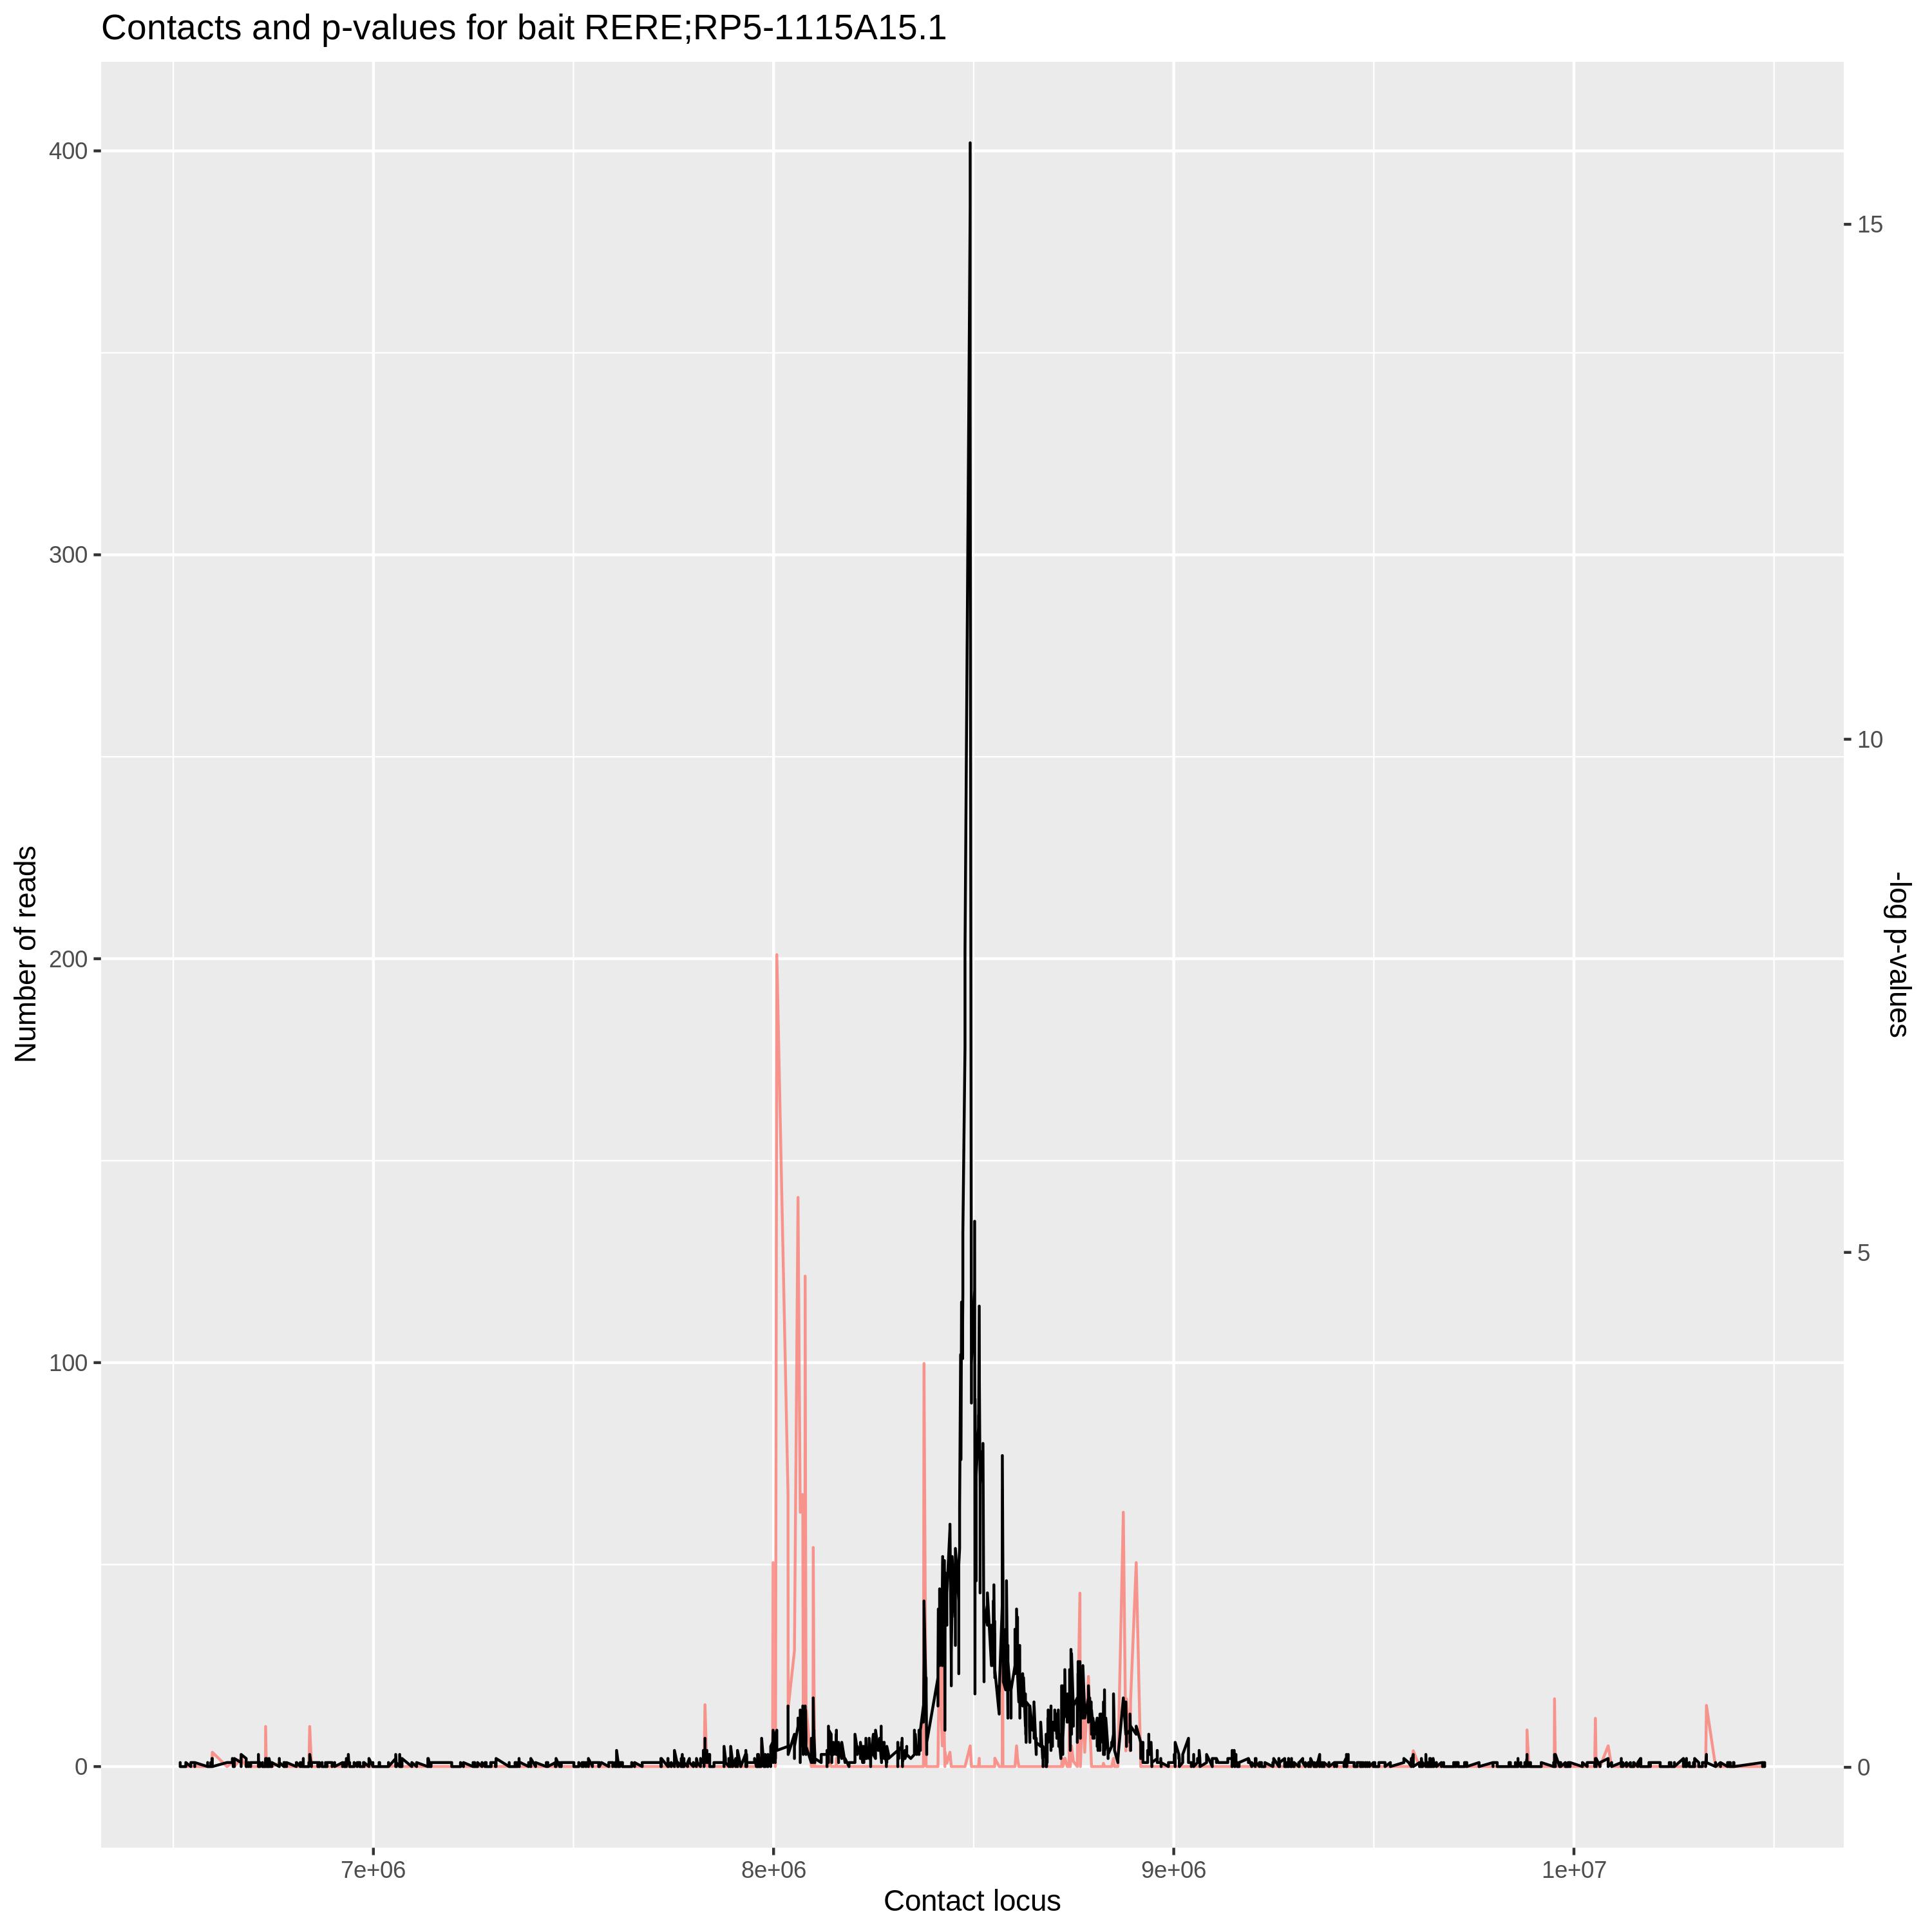 Contacts and p-values for bait RERE;RP5-1115A15.1
400
300
200
100
0
Number of reads
15
10
5
0
-log p-values
7e+06
8e+06
9e+06
1e+07
Contact locus